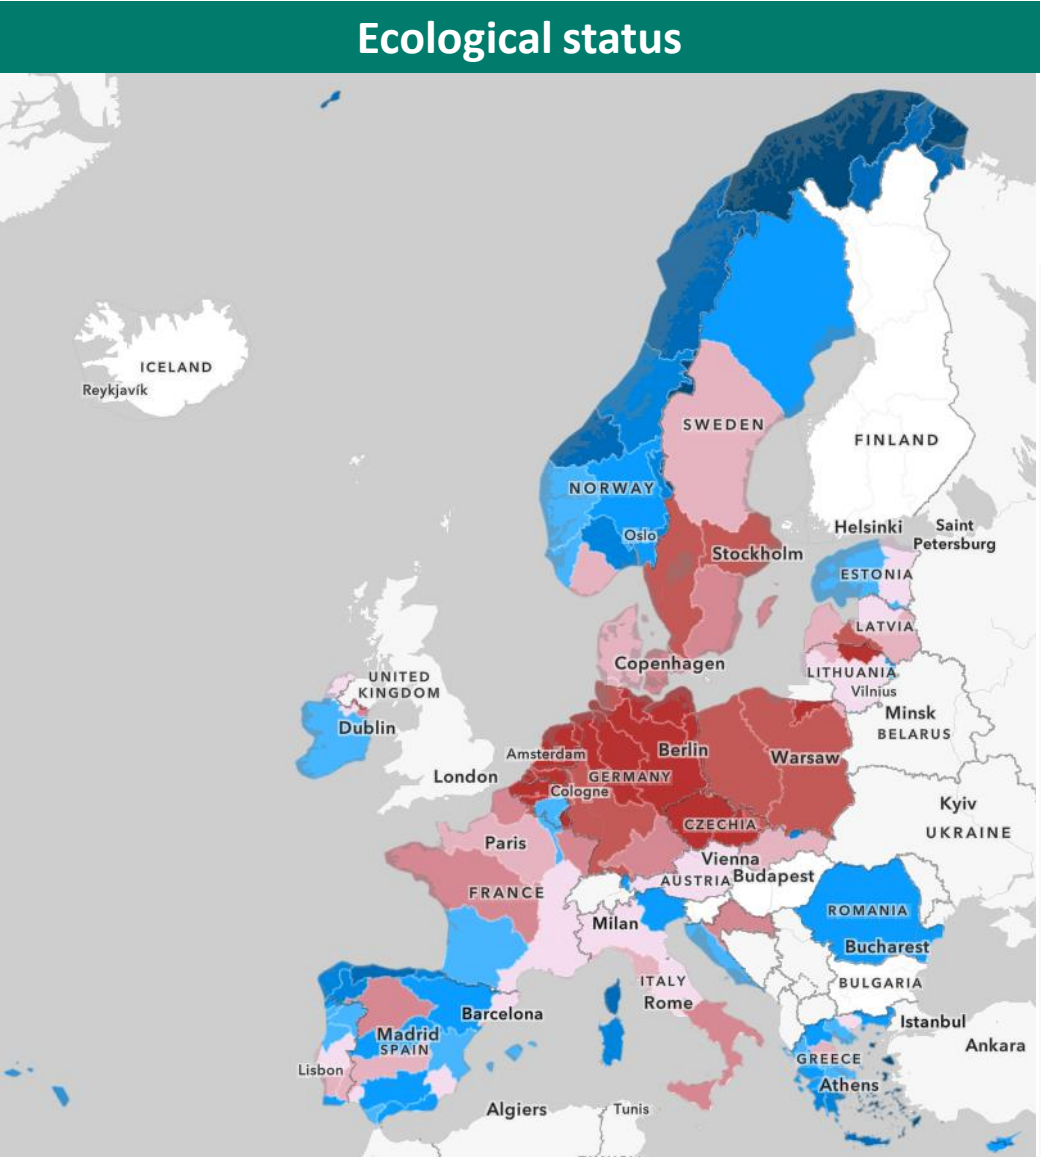 Ecological status
ICELAND
Reykjavík
SWEDEN
FINLAND
NORWAY
Oslo
Helsinki
Saint
Petersburg
Stockholm
ESTONIA
LATVIA
Copenhagen
LITHUANIA
Vilnius
UNITED
KINGDOM
Minsk
BELARUS
Dublin
Amsterdam
Berlin
Warsaw
London
GERMANY
Cologne
Kyiv
UKRAINE
CZECHIA
Paris
Vienna
Budapest
AUSTRIA
FRANCE
ROMANIA
Milan
Bucharest
ITALY
BULGARIA
Rome
Barcelona
Istanbul
Madrid
SPAIN
Ankara
GREECE
Lisbon
Athens
Algiers
Tunis